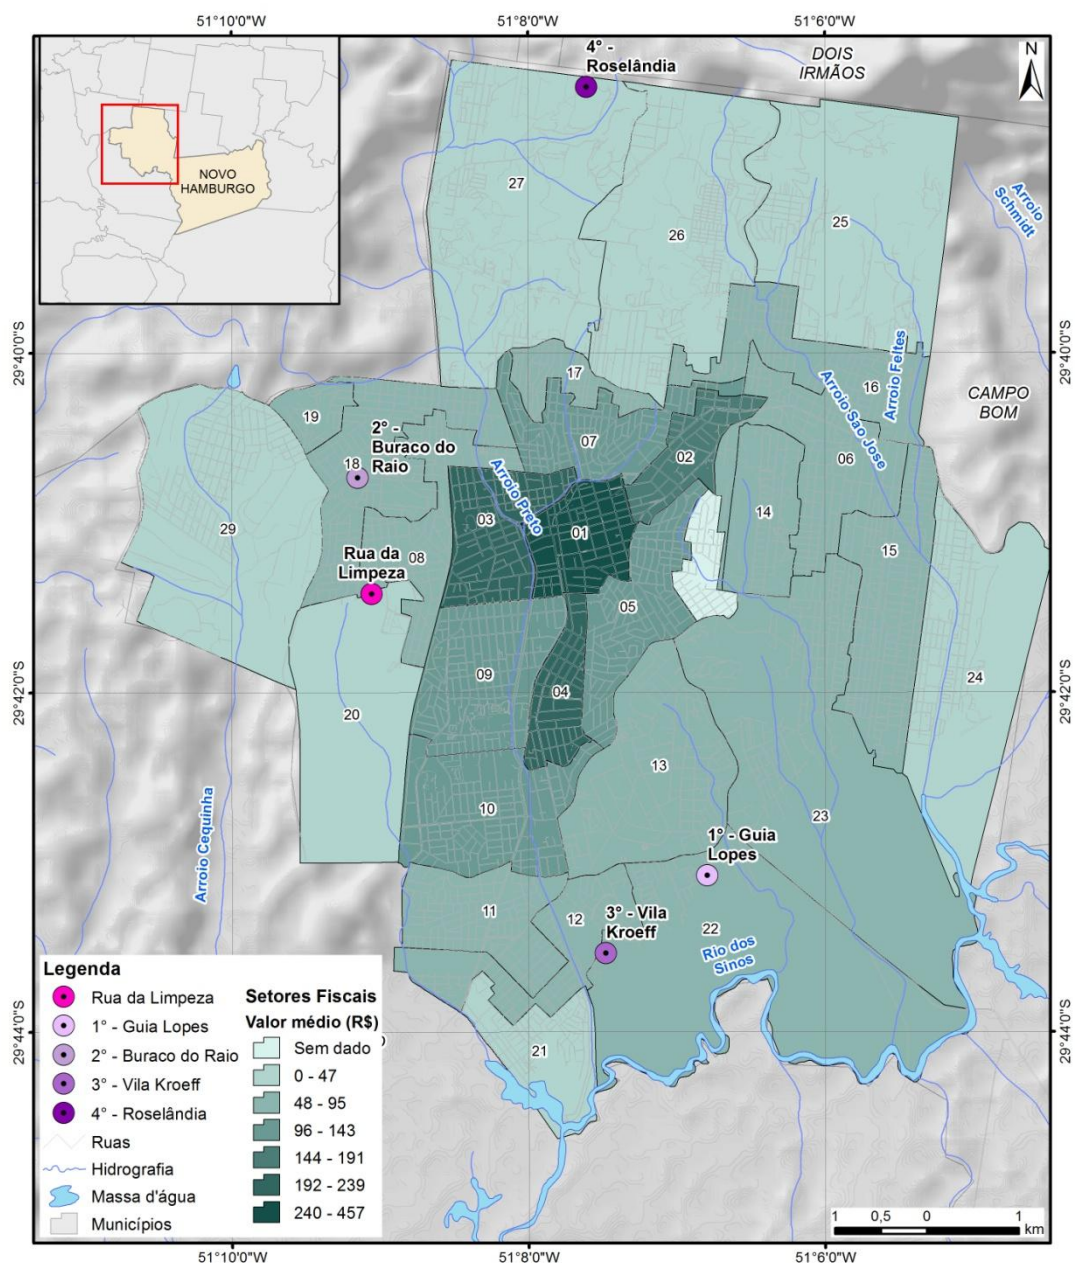 51°10'0"W
51°8'0"W
51°6'0"W
4° -
Roselândia
DOIS
IRMÃOS
N
NOVO
HAMBURGO
27
26
25
Arroio
Schmidt
29°40'0"S
29°40'0"S
17
16
Arroio Feites
Arroio Sao Jose
CAMPO
BOM
19
2° -
Buraco do
Raio
18
07
02
06
Arroio Preto
03
01
14
29
08
15
Rua da
Limpeza
05
09
04
24
29°42'0"S
29°42'0"S
20
13
10
23
1° - Guia
Lopes
Arroio Cequinha
11
12
3° - Vila
Kroeff
22
Rio dos
Sinos
21
29°44'0"S
29°44'0"S
Legenda
Rua da Limpeza
1° - Guia Lopes
2° - Buraco do Raio
3° - Vila Kroeff
4° - Roselândia
Ruas
Hidrografia
Massa d'água
Municípios
Setores Fiscais
Valor médio (R$)
Sem dado
0 - 47
48 - 95
96 - 143
144 - 191
192 - 239
240 - 457
1 0,5 0 1
km
51°10'0"W
51°8'0"W
51°6'0"W